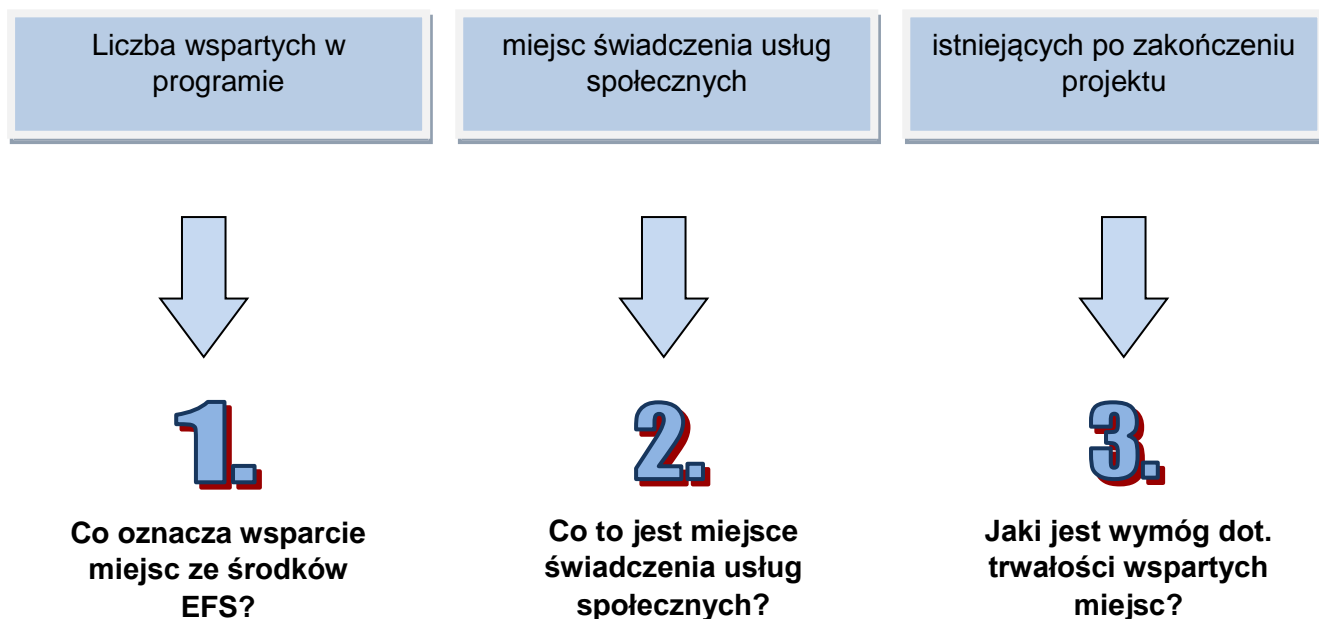 Liczba wspartych w
programie
miejsc świadczenia usług
społecznych
istniejących po zakończeniu
projektu
1.
2.
3.
Co oznacza wsparcie
miejsc ze środków
EFS?
Co to jest miejsce
świadczenia usług
społecznych?
Jaki jest wymóg dot.
trwałości wspartych
miejsc?